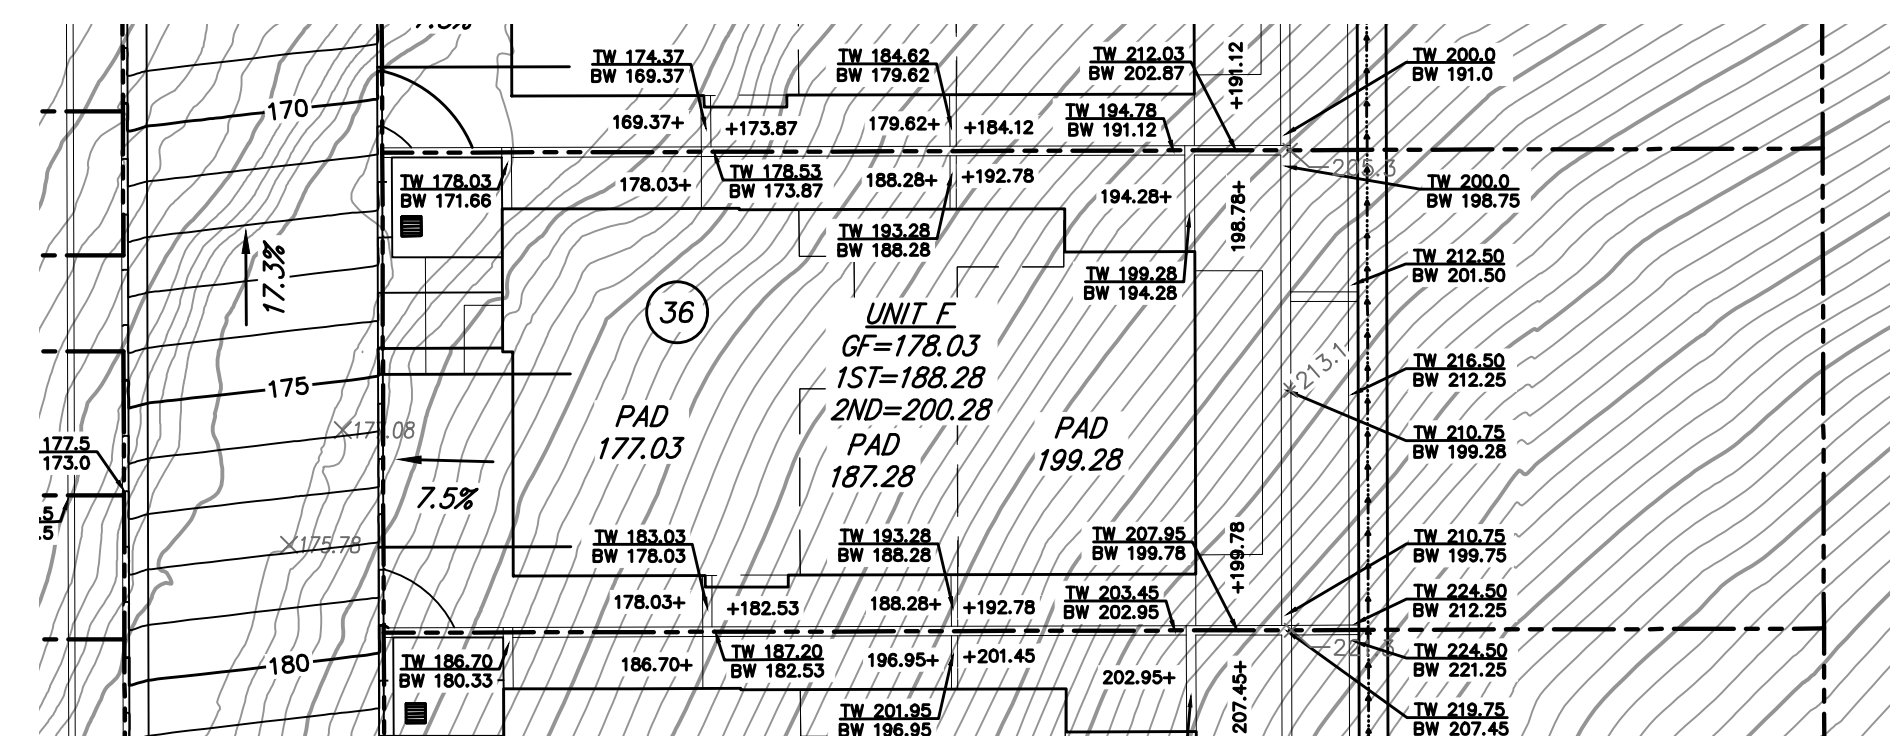 TW 174.37
BW 169.37
TW 184.62
BW 179.62
TW 212.03
BW 202.87
+191.12
TW 200.0
BW 191.0
170
169.37+
+173.87
179.62+
+184.12
TW 194.78
BW 191.12
TW 178.03
BW 171.66
178.03+
TW 178.53
BW 173.87
188.28+
+192.78
194.28+
198.78+
TW 200.0
BW 198.75
TW 193.28
BW 188.28
TW 199.28
BW 194.28
TW 212.50
BW 201.50
17.3%
36
UNIT F
GF=178.03
1ST=188.28
2ND=200.28
213.1
TW 216.50
BW 212.25
175
PAD
177.03
PAD
187.28
PAD
199.28
TW 210.75
BW 199.28
177.5
173.0
7.5%
175.78
TW 183.03
BW 178.03
TW 193.28
BW 188.28
TW 207.95
BW 199.78
+199.78
TW 210.75
BW 199.75
178.03+
+182.53
188.28+
+192.78
TW 203.45
BW 202.95
TW 224.50
BW 212.25
180
TW 186.70
BW 180.33
186.70+
TW 187.20
BW 182.53
196.95+
+201.45
202.95+
207.45+
TW 224.50
BW 221.25
TW 201.95
BW 196.95
TW 219.75
BW 207.45